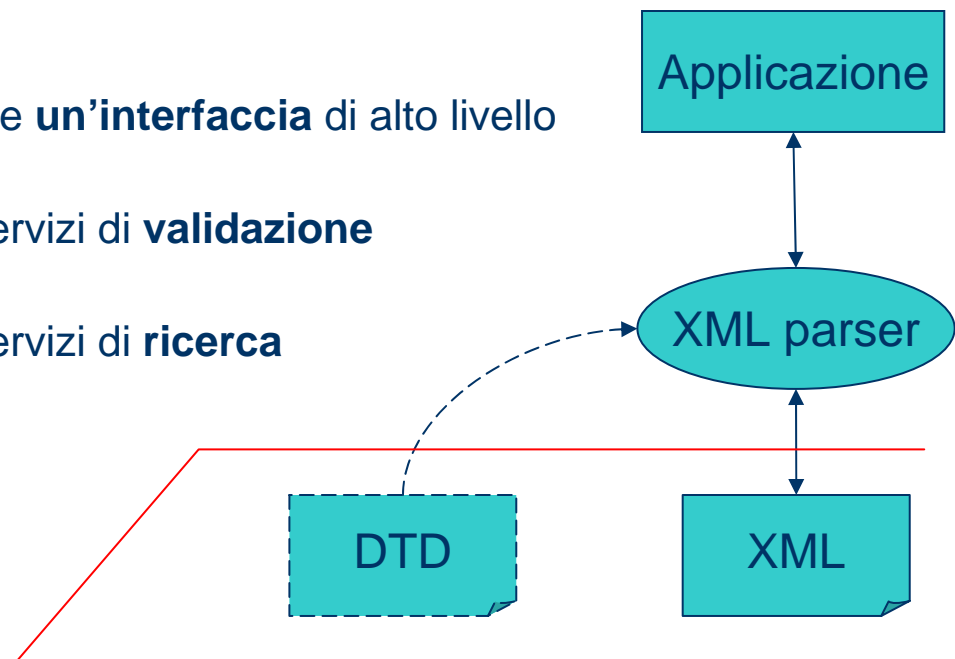 Applicazione
e un’interfaccia di alto livello
ervizi di validazione
XML parser
ervizi di ricerca
DTD
XML